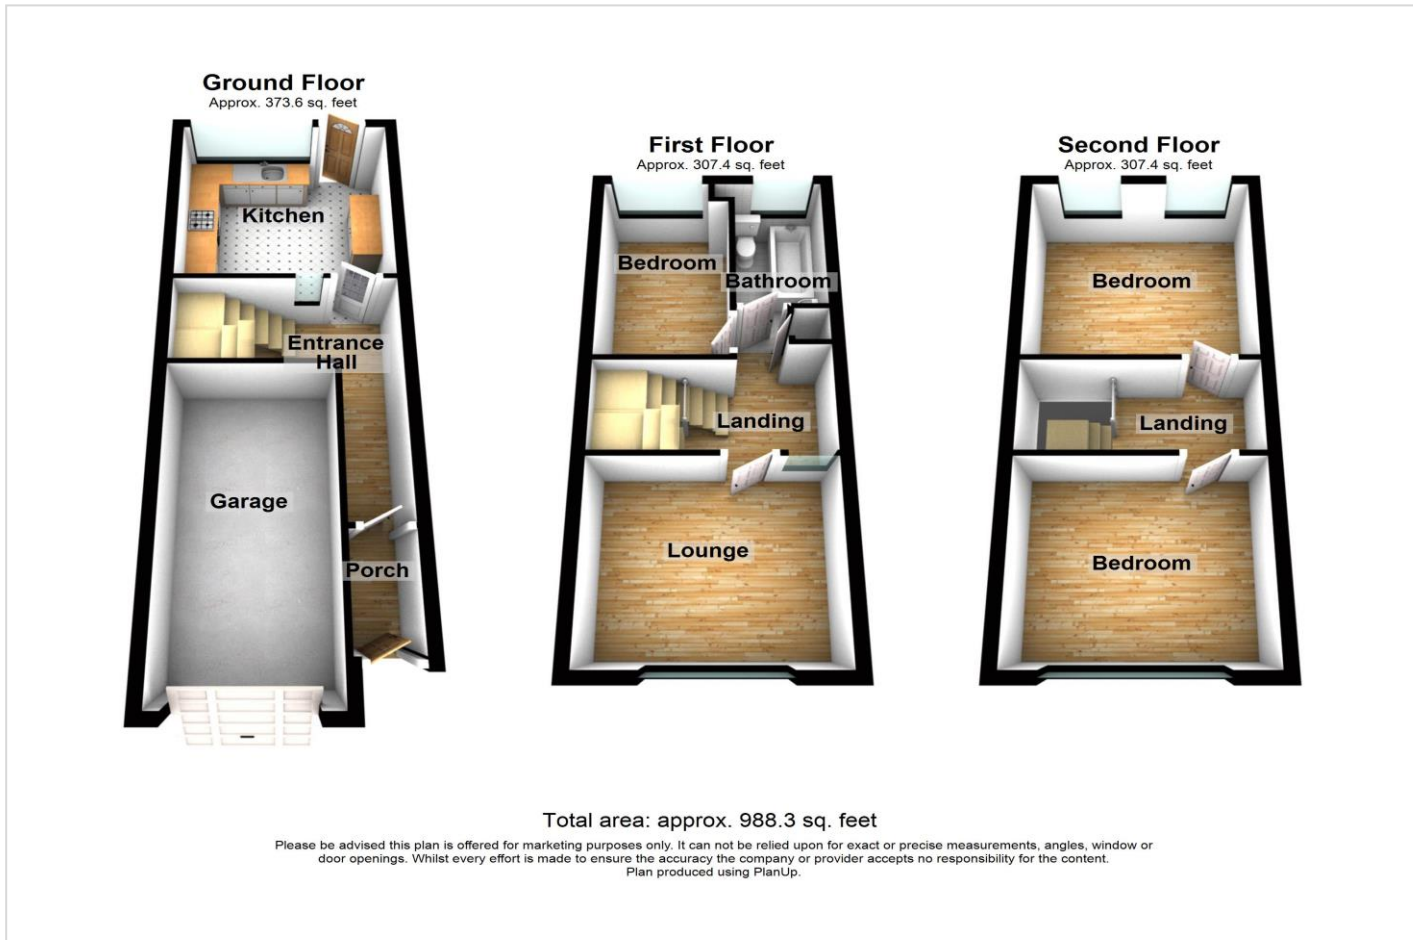 Ground Floor
Approx. 373.6 sq. feet
Kitchen
Entrance
Hall
Garage
Porch
First Floor
Approx. 307.4 sq. feet
Bedroom
Bathroom
Landing
Lounge
Second Floor
Approx. 307.4 sq. feet
Bedroom
Landing
Bedroom
Total area: approx. 988.3 sq. feet
Please be advised this plan is offered for marketing purposes only. It can not be relied upon for exact or precise measurements, angles, window or
door openings. Whilst every effort is made to ensure the accuracy the company or provider accepts no responsibility for the content.
Plan produced using PlanUp.